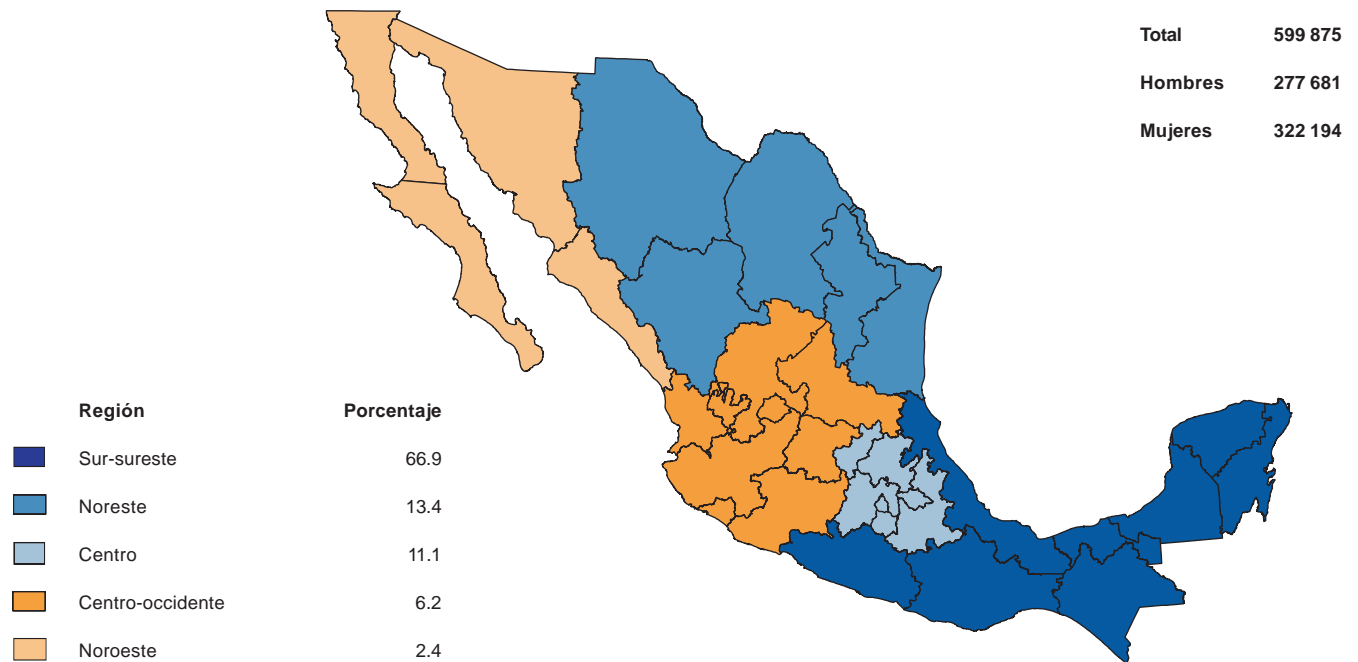 Total 599 875
Hombres 277 681
Mujeres 322 194
Región Porcentaje
Sur-sureste 66.9
Noreste 13.4
Centro 11.1
Centro-occidente 6.2
Noroeste 2.4